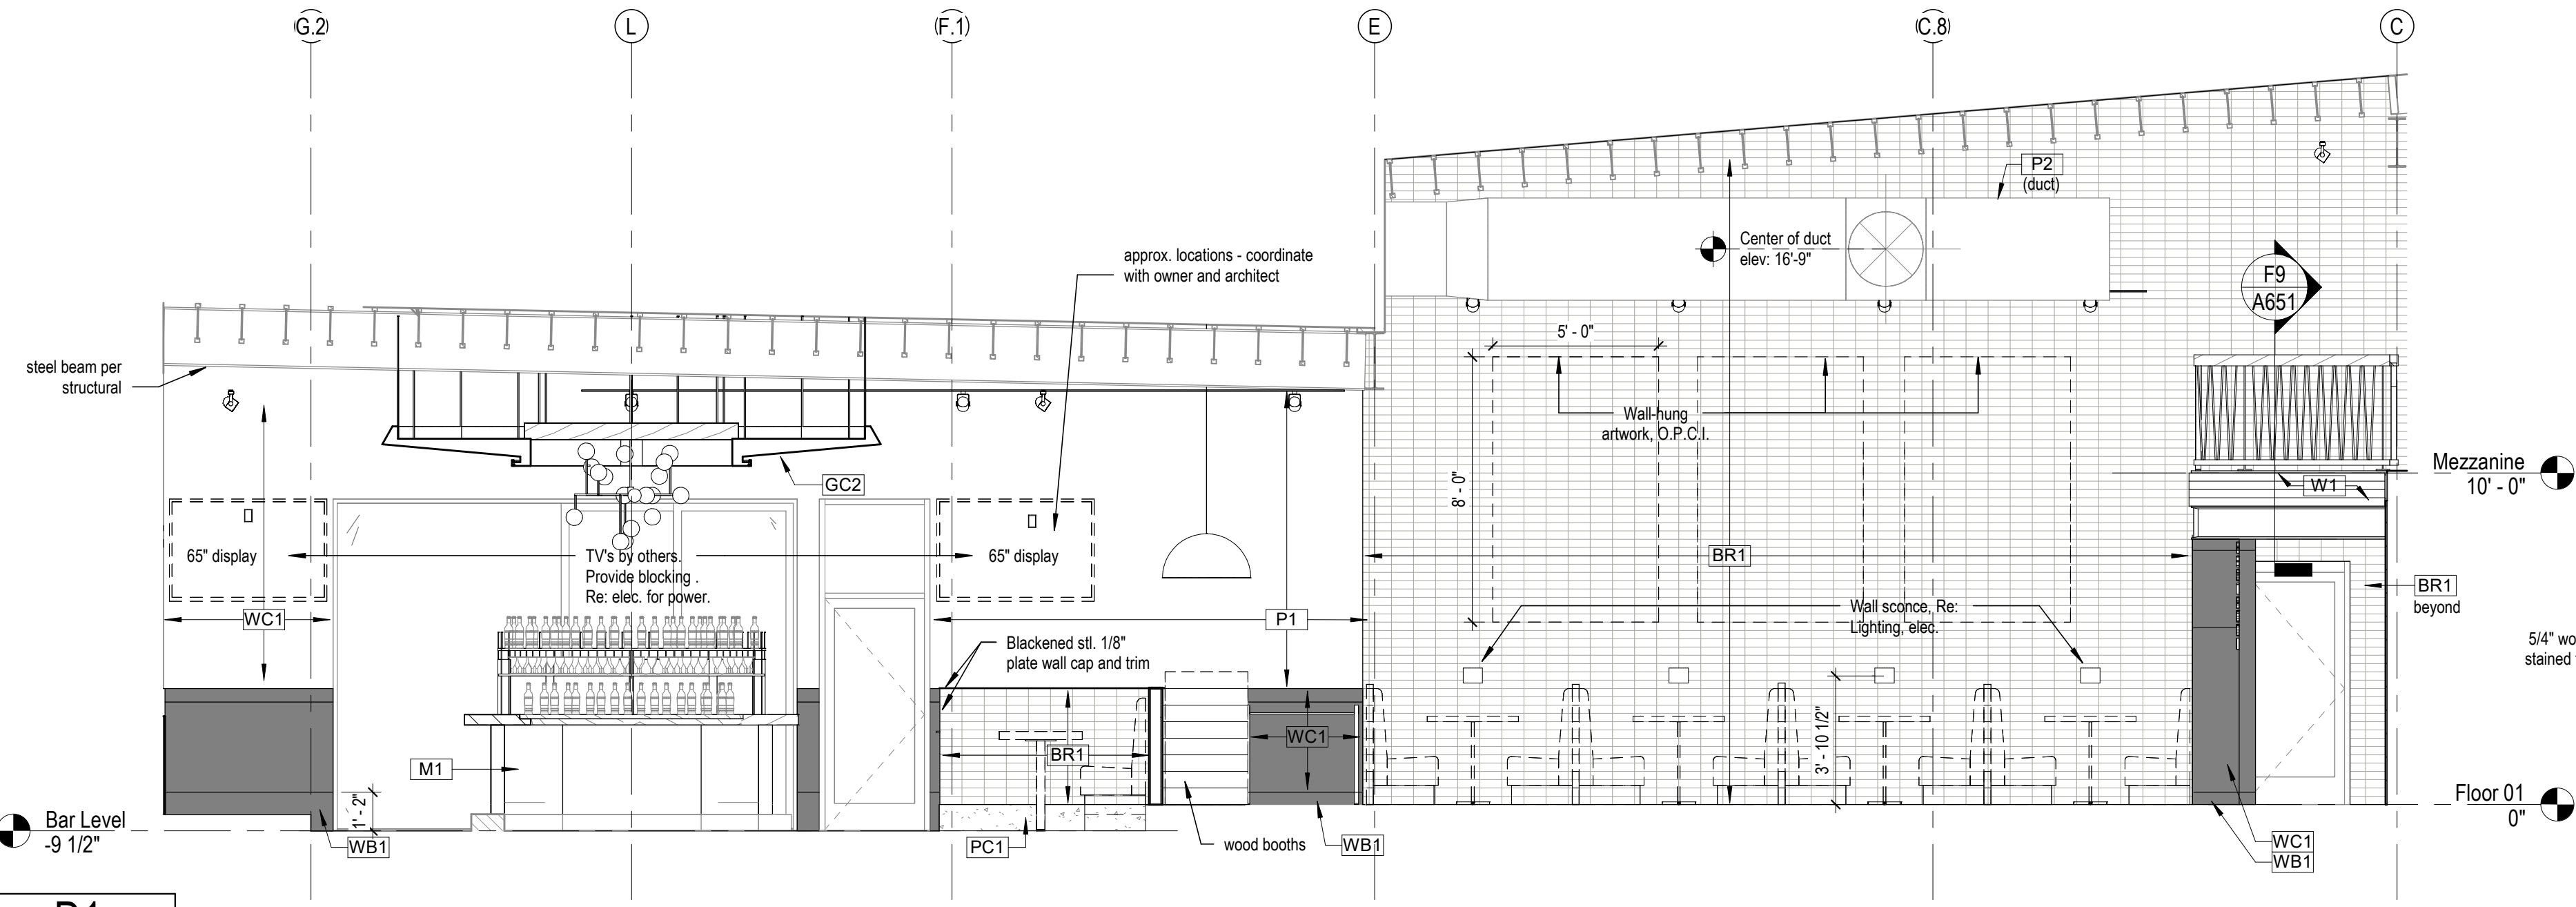 G.2
L
F.1
E
C.8
C
P2
(duct)
Center of duct
elev: 16'-9"
approx. locations - coordinate
with owner and architect
F9
A651
5' - 0"
steel beam per
structural
Wall-hung
artwork, O.P.C.I.
8' - 0"
Mezzanine
10' - 0"
W1
GC2
65" display
TV's by others.
Provide blocking .
Re: elec. for power.
65" display
BR1
BR1
beyond
WC1
P1
Wall sconce, Re:
Lighting, elec.
Blackened stl. 1/8"
plate wall cap and trim
5/4" wo
stained
3' - 10 1/2"
WC1
BR1
M1
1' - 2"
Bar Level
-9 1/2"
WB1
PC1
wood booths
WB1
Floor 01
0"
WC1
WB1